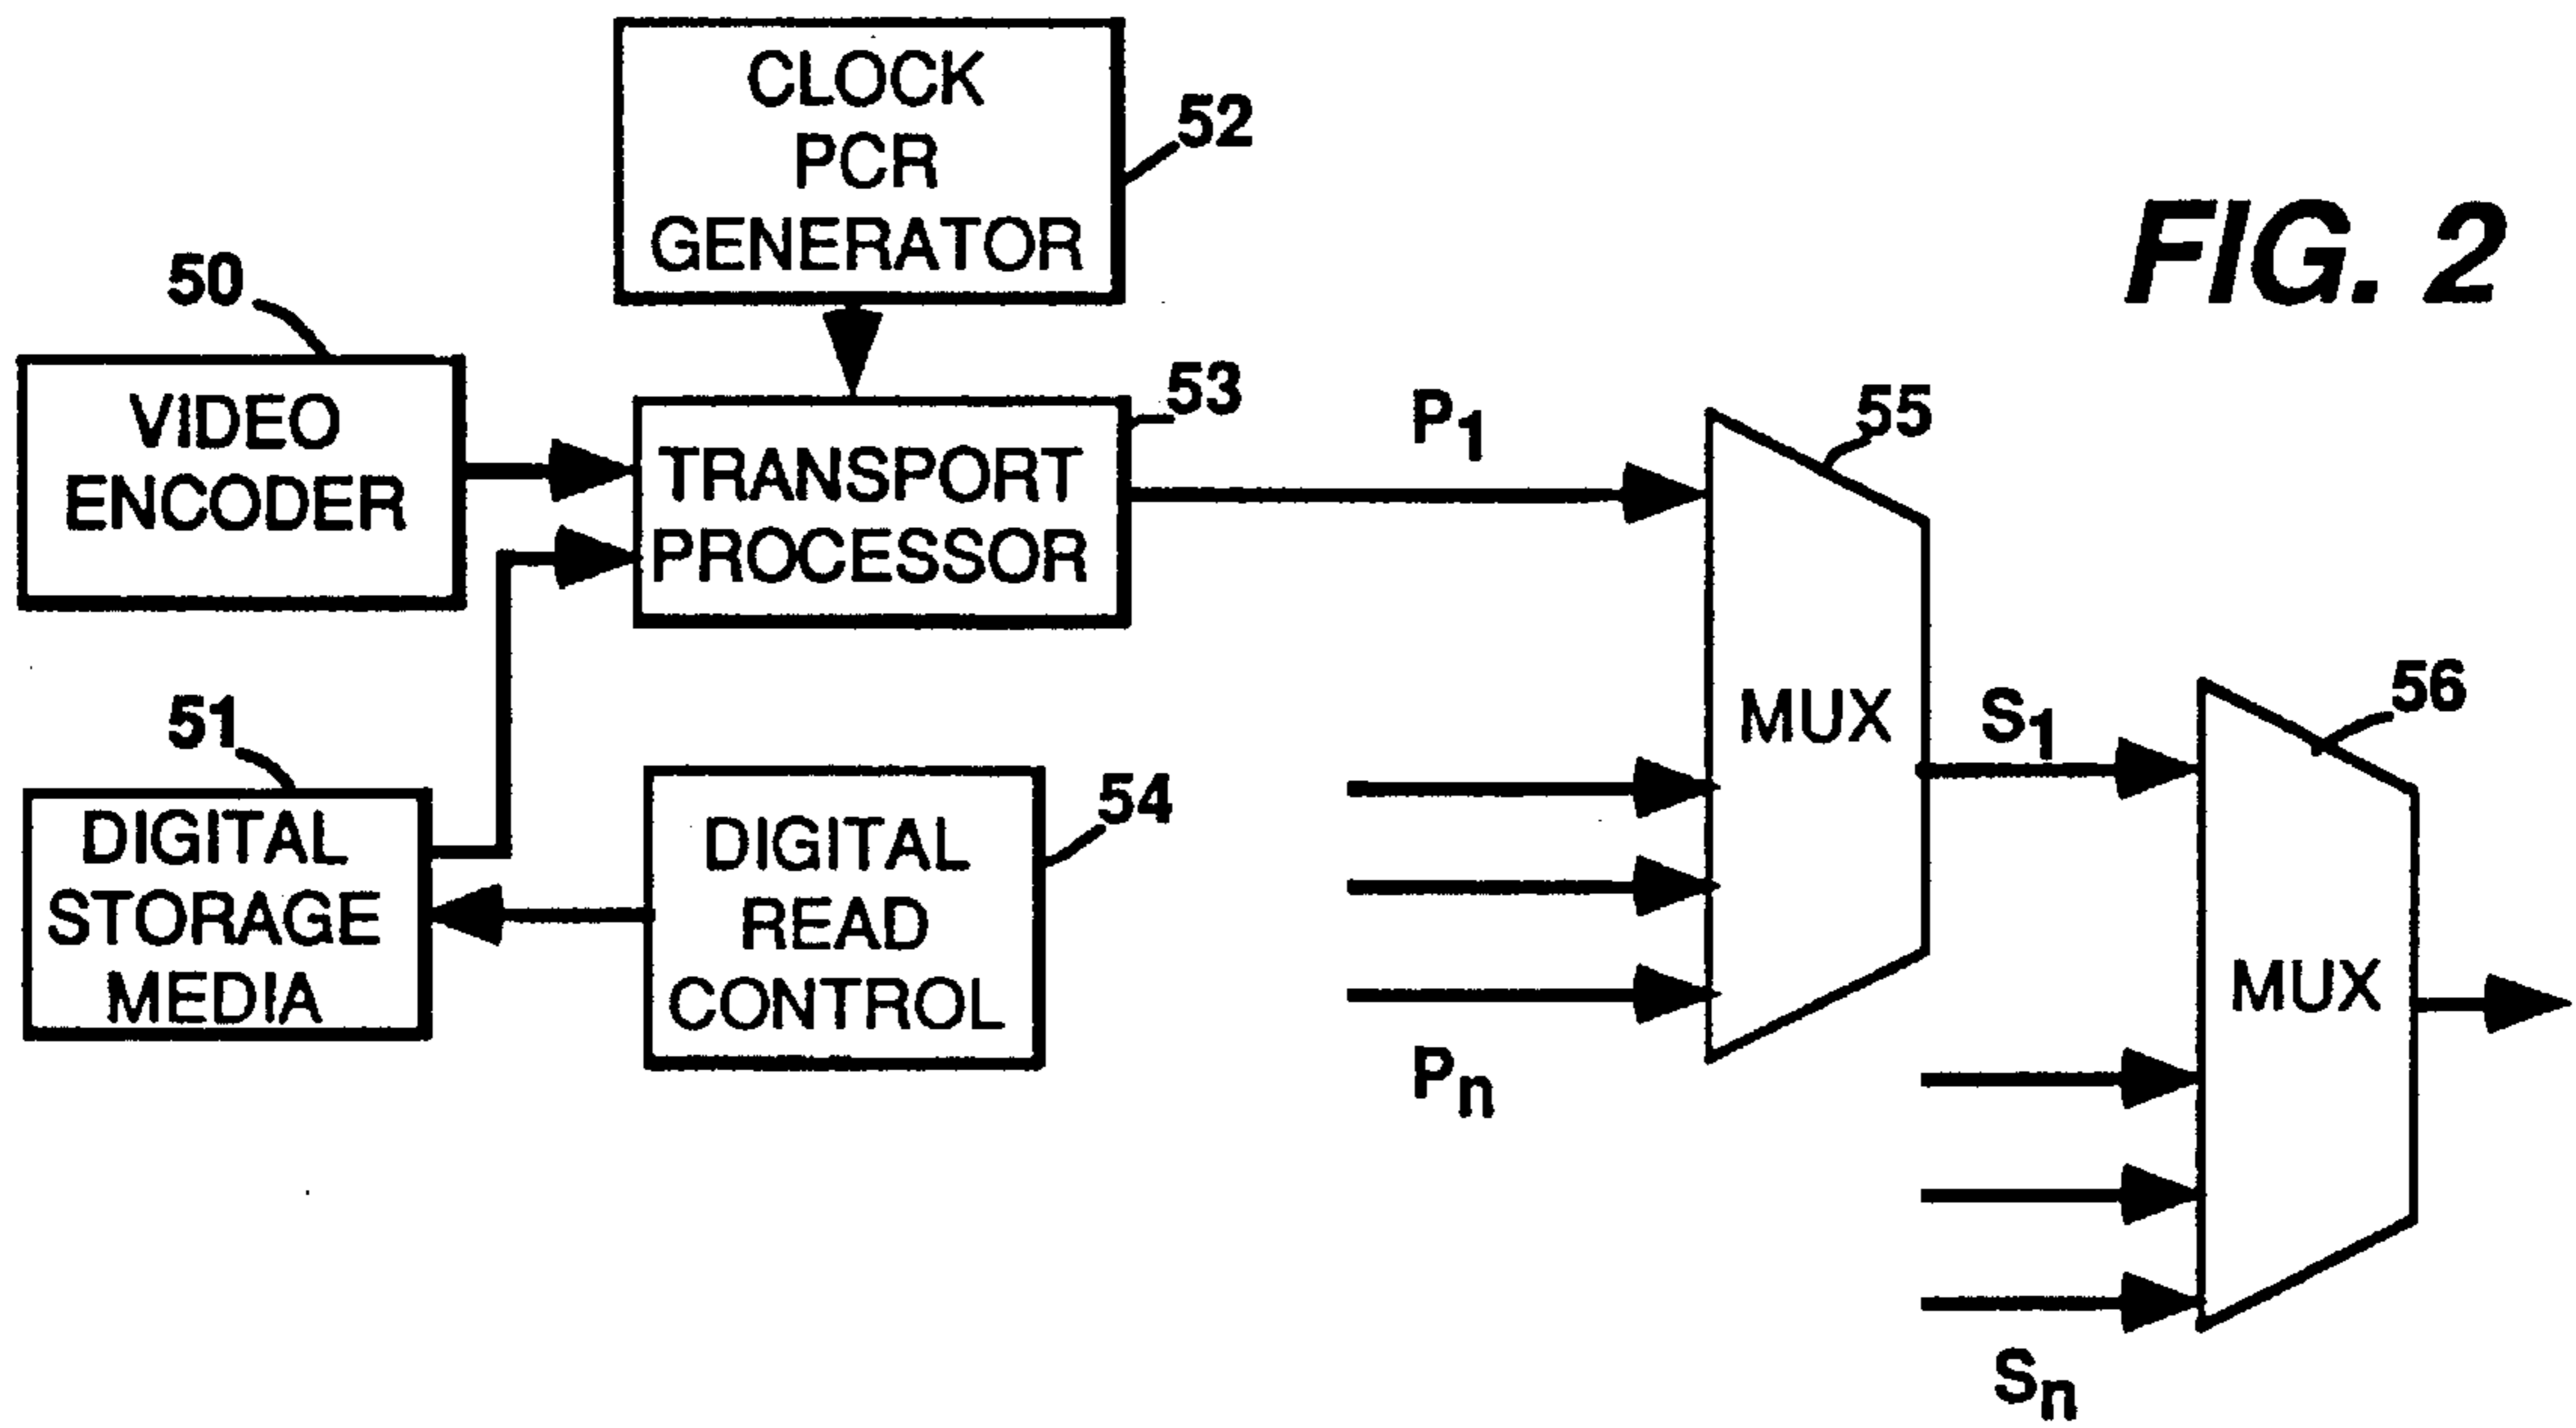 CLOCK
PCR
GENERATOR
52
FIG. 2
50
VIDEO
ENCODER
53
TRANSPORT
PROCESSOR
P1
55
MUX
S1
56
MUX
51
DIGITAL
STORAGE
MEDIA
DIGITAL
READ
CONTROL
54
Pn
Sn